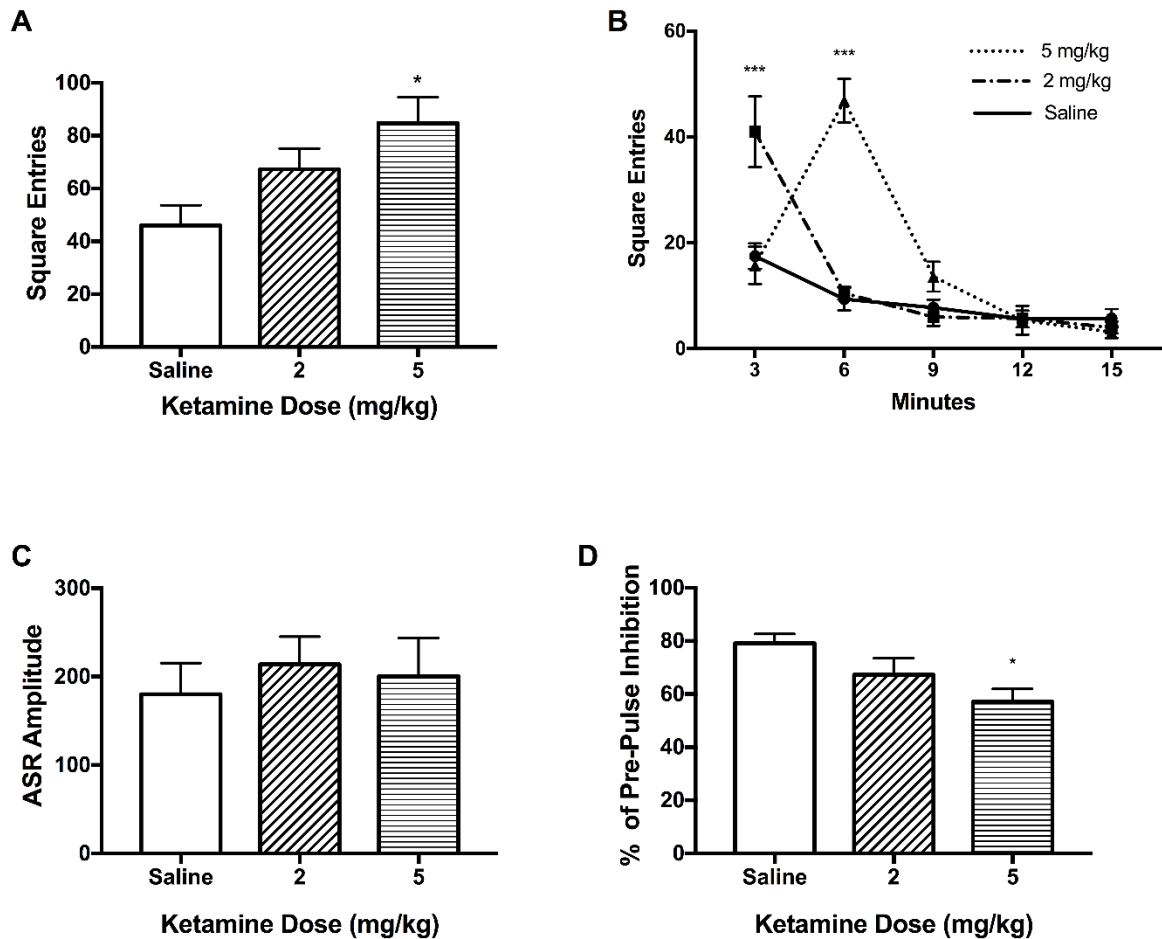 A
Square Entries
100
80
60
40
20
0
*
Saline 2 5
Ketamine Dose (mg/kg)
B
Square Entries
60
40
20
0
***
***
5 mg/kg
2 mg/kg
Saline
3 6 9 12 15
Minutes
C
ASR Amplitude
300
200
100
0
Saline 2 5
Ketamine Dose (mg/kg)
D
% of Pre-Pulse Inhibition
100
80
60
40
20
0
*
Saline 2 5
Ketamine Dose (mg/kg)